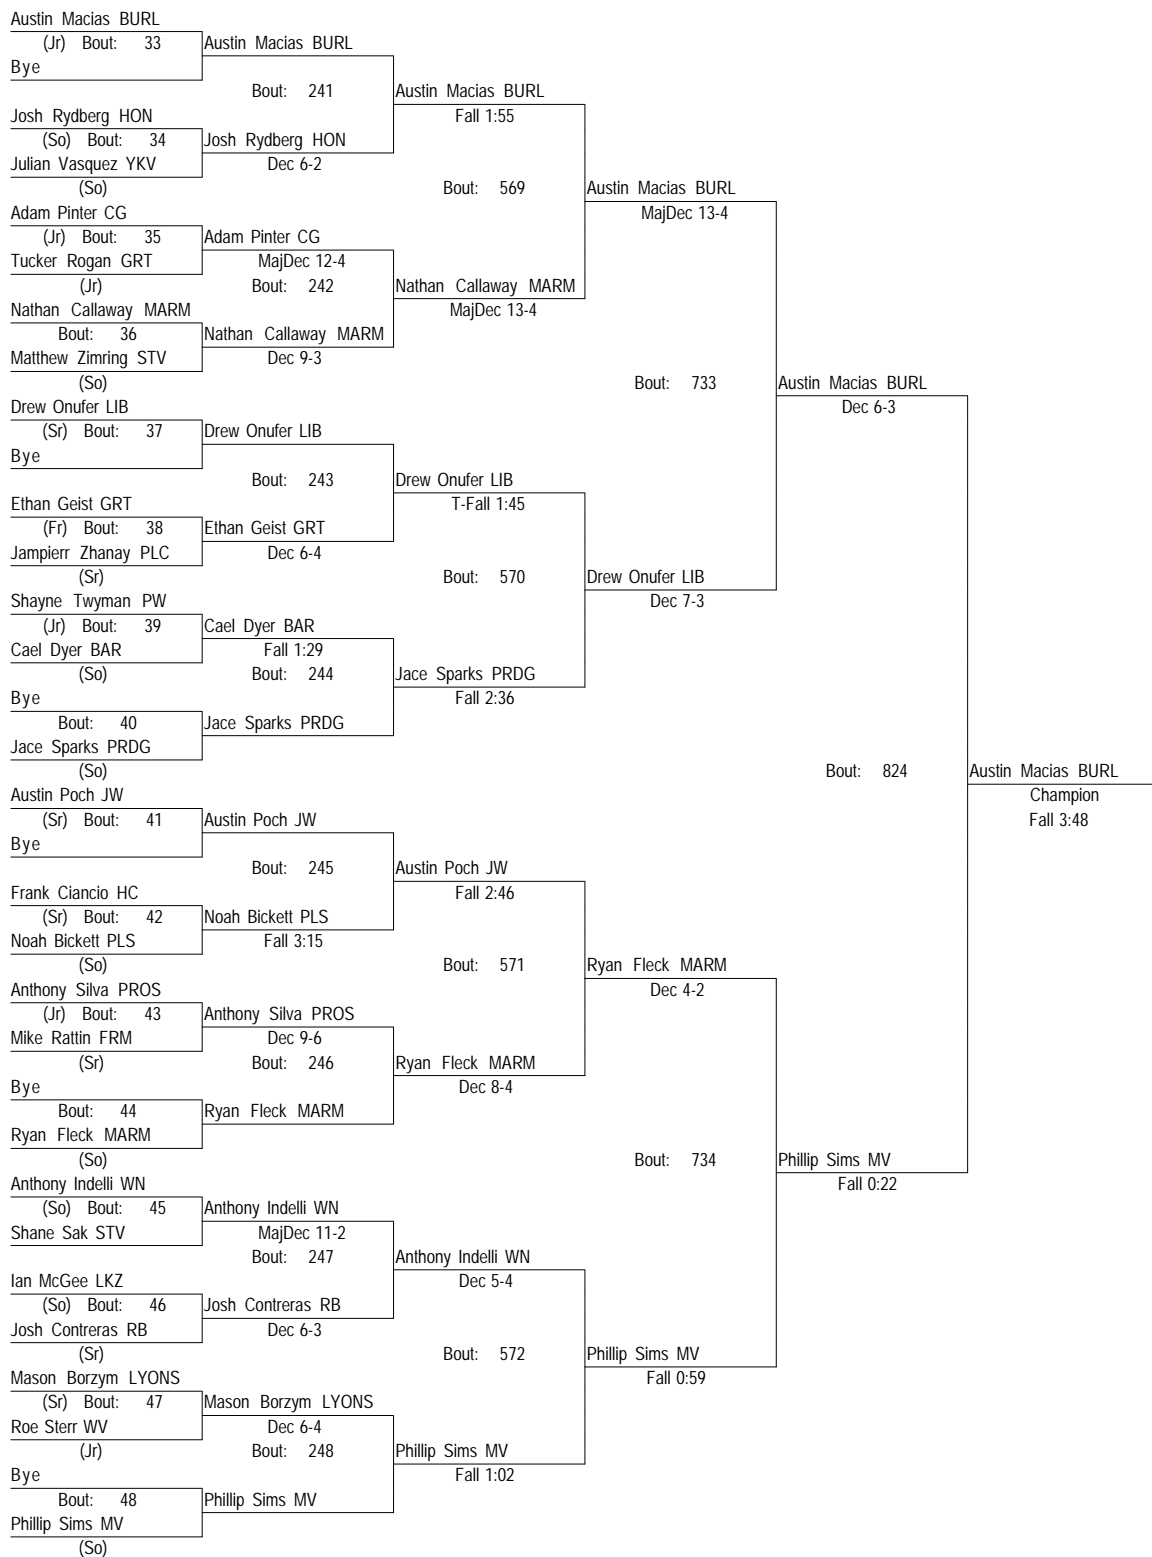 Austin Macias BURL
(Jr) Bout: 33 Austin Macias BURL
Bye
Bout: 241 Austin Macias BURL
Josh Rydberg HON Fall 1:55
(So) Bout: 34 Josh Rydberg HON
Julian Vasquez YKV Dec 6-2
(So) Bout: 569 Austin Macias BURL
Adam Pinter CG MajDec 13-4
(Jr) Bout: 35 Adam Pinter CG
Tucker Rogan GRT MajDec 12-4
(Jr) Bout: 242 Nathan Callaway MARM
Nathan Callaway MARM MajDec 13-4
Bout: 36 Nathan Callaway MARM
Matthew Zimring STV Dec 9-3
(So) Bout: 733 Austin Macias BURL
Drew Onufer LIB Dec 6-3
(Sr) Bout: 37 Drew Onufer LIB
Bye
Bout: 243 Drew Onufer LIB
Ethan Geist GRT T-Fall 1:45
(Fr) Bout: 38 Ethan Geist GRT
Jampierr Zhanay PLC Dec 6-4
(Sr) Bout: 570 Drew Onufer LIB
Shayne Twyman PW Dec 7-3
(Jr) Bout: 39 Cael Dyer BAR
Cael Dyer BAR Fall 1:29
(So) Bout: 244 Jace Sparks PRDG
Bye Fall 2:36
Bout: 40 Jace Sparks PRDG
Jace Sparks PRDG
(So) Bout: 824 Austin Macias BURL
Austin Poch JW Champion
(Sr) Bout: 41 Austin Poch JW Fall 3:48
Bye
Bout: 245 Austin Poch JW
Frank Ciancio HC Fall 2:46
(Sr) Bout: 42 Noah Bickett PLS
Noah Bickett PLS Fall 3:15
(So) Bout: 571 Ryan Fleck MARM
Anthony Silva PROS Dec 4-2
(Jr) Bout: 43 Anthony Silva PROS
Mike Rattin FRM Dec 9-6
(Sr) Bout: 246 Ryan Fleck MARM
Bye Dec 8-4
Bout: 44 Ryan Fleck MARM
Ryan Fleck MARM
(So) Bout: 734 Phillip Sims MV
Anthony Indelli WN Fall 0:22
(So) Bout: 45 Anthony Indelli WN
Shane Sak STV MajDec 11-2
Bout: 247 Anthony Indelli WN
Ian McGee LKZ Dec 5-4
(So) Bout: 46 Josh Contreras RB
Josh Contreras RB Dec 6-3
(Sr) Bout: 572 Phillip Sims MV
Mason Borzym LYONS Fall 0:59
(Sr) Bout: 47 Mason Borzym LYONS
Roe Sterr WV Dec 6-4
(Jr) Bout: 248 Phillip Sims MV
Bye Fall 1:02
Bout: 48 Phillip Sims MV
Phillip Sims MV
(So)